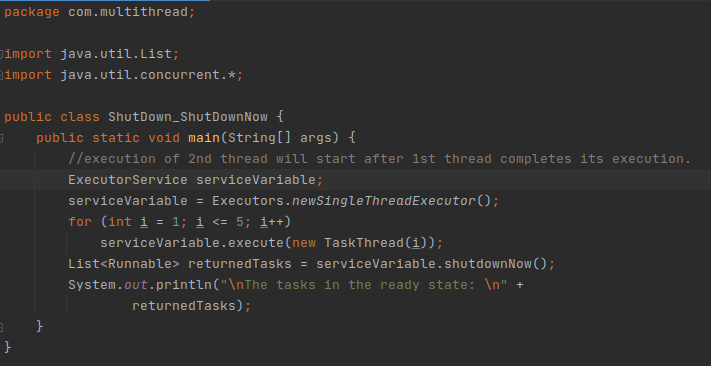 package com.multithread;
import java.util.List;
import java.util.concurrent.*;
public class ShutDown_ShutDownNow {
public static void main(String[] args) {
//execution of 2nd thread will start after 1st thread completes its execution.
ExecutorService serviceVariable;
serviceVariable = Executors.newSingleThreadExecutor();
for (int i = 1; i <= 5; i++)
serviceVariable.execute(new TaskThread(i));
List<Runnable> returnedTasks = serviceVariable.shutdownNow();
System.out.println("\nThe tasks in the ready state: \n" +
returnedTasks);
}
}